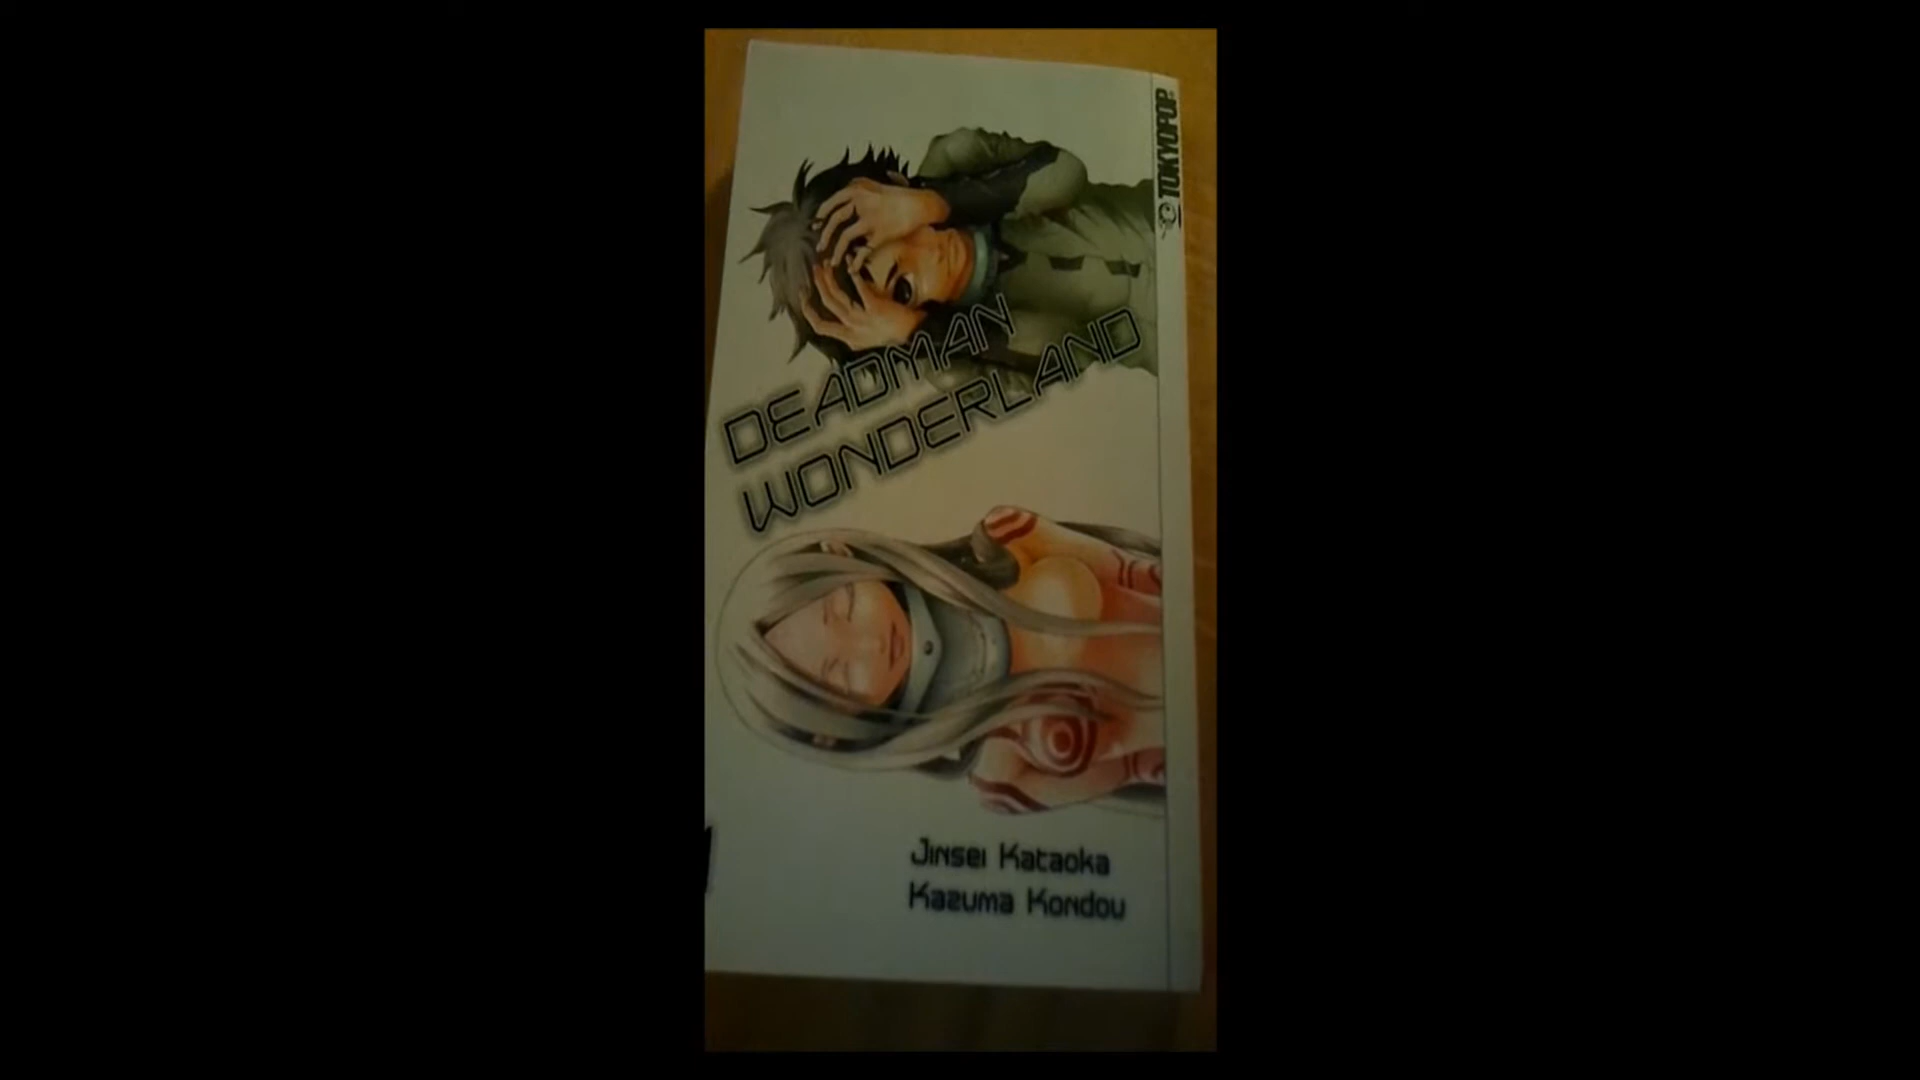 TOKYOPOP
DEADMAN
WONDERLAND
Jinsei Kataoka
Kazuma Kondou